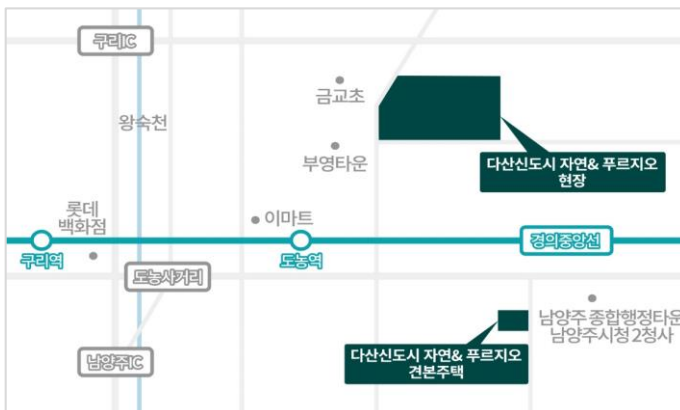 구리IC
금교초
왕숙천
부영타운
다산신도시 자연& 푸르지오
현장
롯데
백화점
이마트
구리역
도농역
경의중앙선
도농사거리
남양주 종합행정타운
남양주시청 2청사
다산신도시 자연& 푸르지오
견본주택
남양주IC